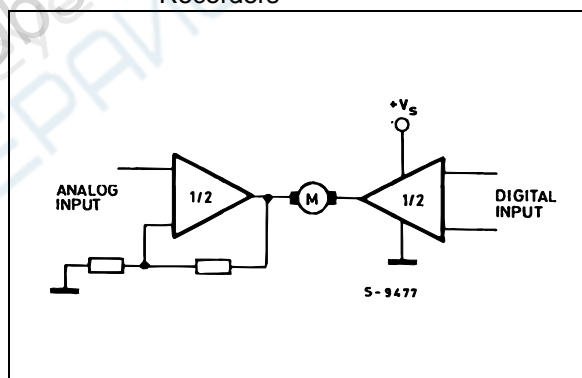 Recorders
+Vs
ANALOG
INPUT
1/2
M
1/2
DIGITAL
INPUT
S-9477